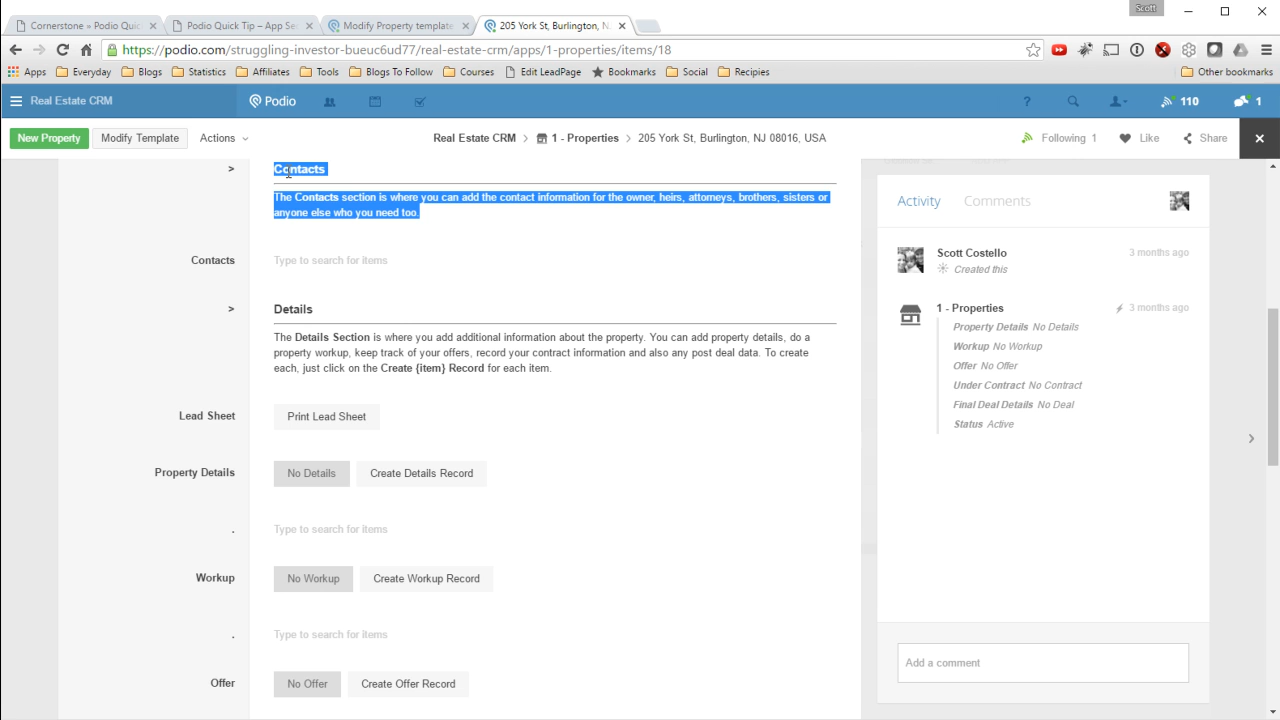 Scott
Cornerstone » Podio Quic
Podio Quick Tip – App Se
Modify Property template
205 York St, Burlington, N.
https://podio.com/struggling-investor-bueuc6ud77/real-estate-crm/apps/1-properties/items/18
Apps
Everyday
Blogs
Statistics
Affiliates
Tools
Blogs To Follow
Courses
Edit LeadPage
Bookmarks
Social
Recipies
Other bookmarks
Real Estate CRM
Podio
?
110
1
New Property
Modify Template
Actions
Real Estate CRM > 1 - Properties > 205 York St, Burlington, NJ 08016, USA
Following 1
Like
Share
> Contacts
The Contacts section is where you can add the contact information for the owner, heirs, attorneys, brothers, sisters or
anyone else who you need too.
Contacts
Type to search for items
> Details
The Details Section is where you add additional information about the property. You can add property details, do a
property workup, keep track of your offers, record your contract information and also any post deal data. To create
each, just click on the Create {item} Record for each item.
Lead Sheet
Print Lead Sheet
Property Details
No Details
Create Details Record
.
Type to search for items
Workup
No Workup
Create Workup Record
.
Type to search for items
Offer
No Offer
Create Offer Record
Activity
Comments
Scott Costello
3 months ago
Created this
1 - Properties
3 months ago
Property Details No Details
Workup No Workup
Offer No Offer
Under Contract No Contract
Final Deal Details No Deal
Status Active
Add a comment